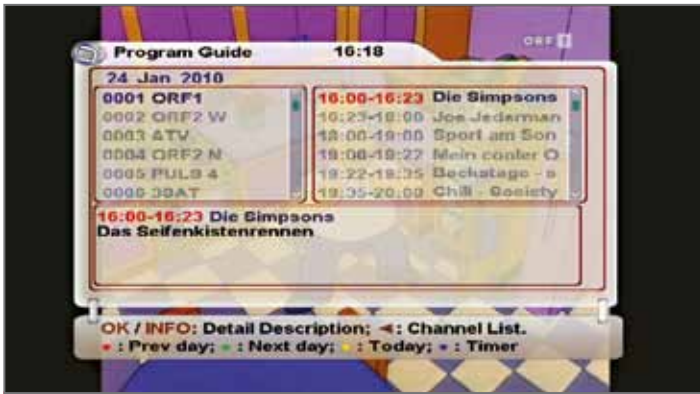 ORF 1
Program Guide 16:18
24 Jan 2010
0001 ORF1
0002 ORF2 W
0003 ATV
0004 ORF2 N
0005 PULS 4
0006 3SAT
16:00-16:23 Die Simpsons
16:23-18:00 Joe Jederman
18:00-19:00 Sport am Son
19:00-19:22 Mein cooler O
19:22-19:35 Backstage - s
19:35-20:00 Chili - Society
16:00-16:23 Die Simpsons
Das Seifenkistenrennen
OK / INFO: Detail Description; ◄: Channel List.
: Prev day; : Next day; : Today; : Timer